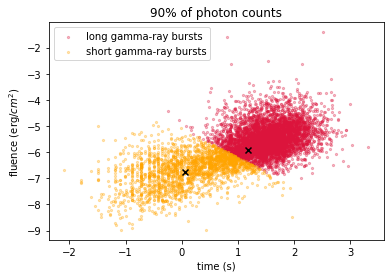 90% of photon counts
long gamma-ray bursts
short gamma-ray bursts
fluence (erg/cm²)
−2
−3
−4
−5
−6
−7
−8
−9
−2
−1
0
1
2
3
time (s)